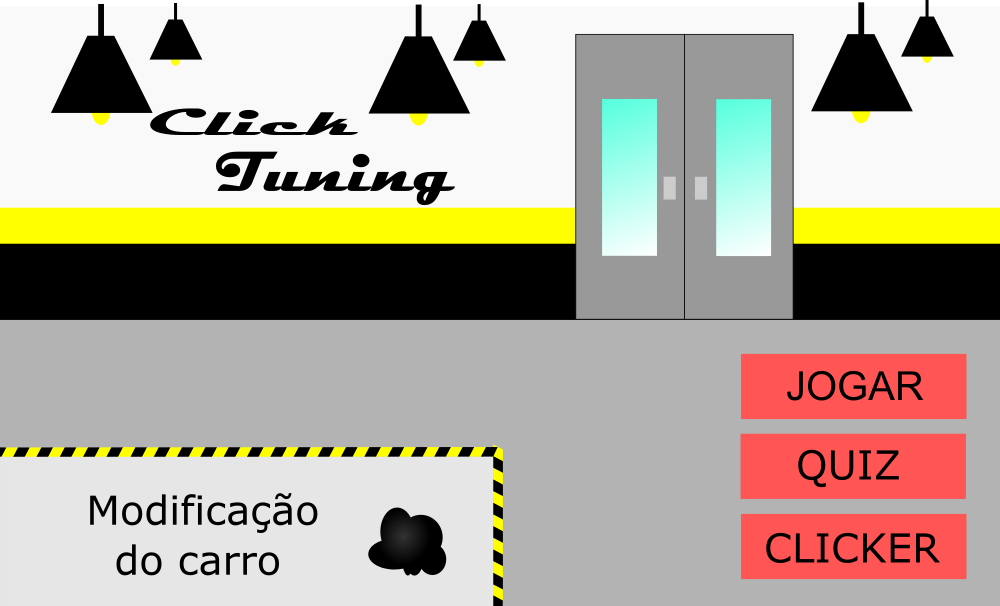 Click
Tuning
JOGAR
QUIZ
CLICKER
Modificação
do carro